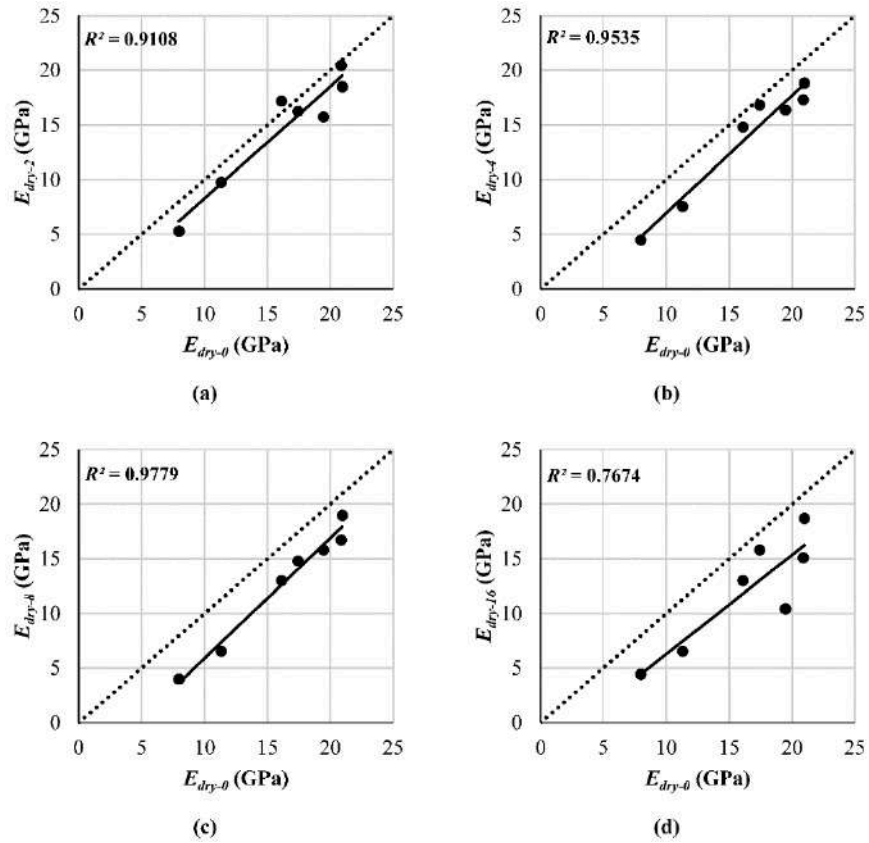 R² = 0.9108
25
20
15
10
5
0
E_dry-2 (GPa)
0 5 10 15 20 25
E_dry-0 (GPa)
(a)
R² = 0.9535
25
20
15
10
5
0
E_dry-4 (GPa)
0 5 10 15 20 25
E_dry-0 (GPa)
(b)
R² = 0.9779
25
20
15
10
5
0
E_dry-8 (GPa)
0 5 10 15 20 25
E_dry-0 (GPa)
(c)
R² = 0.7674
25
20
15
10
5
0
E_dry-16 (GPa)
0 5 10 15 20 25
E_dry-0 (GPa)
(d)